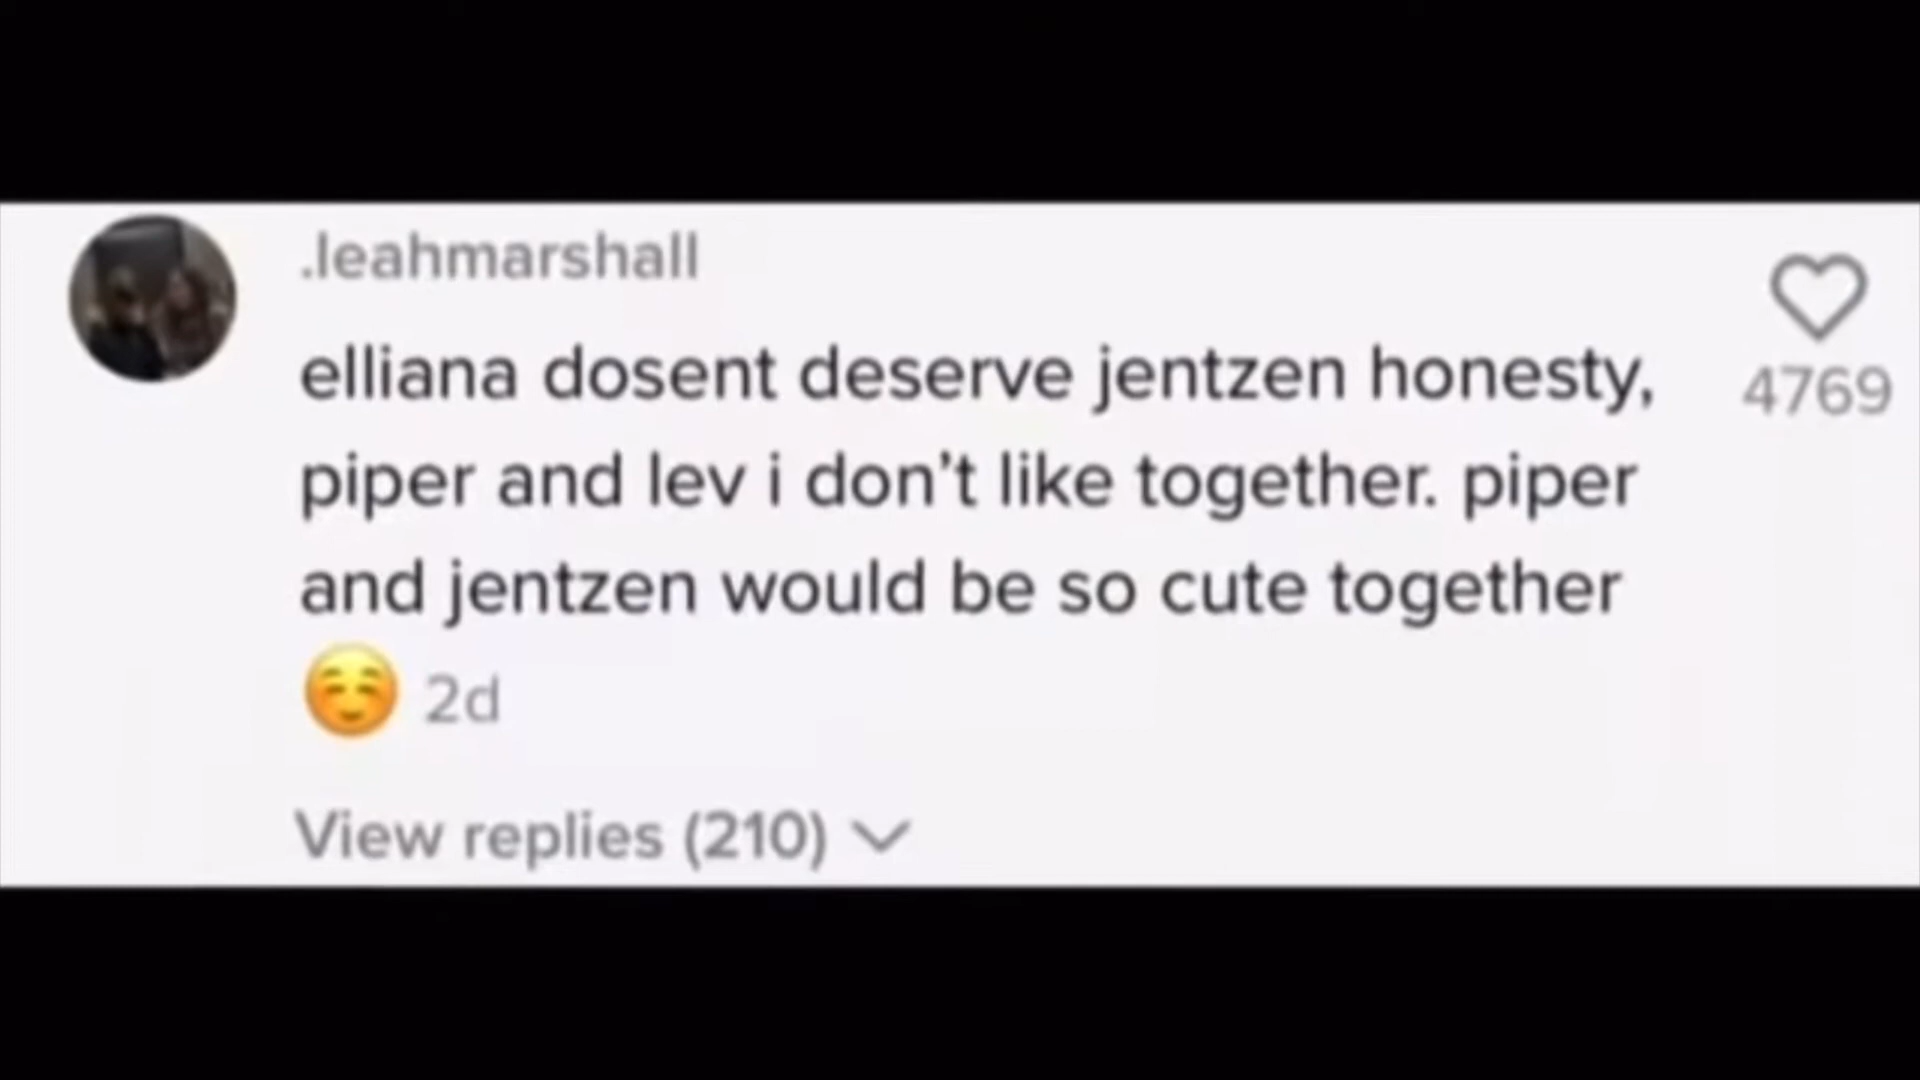 .leahmarshall
elliana dosent deserve jentzen honesty,
4769
piper and lev i don't like together. piper
and jentzen would be so cute together
☺️ 2d
View replies (210)